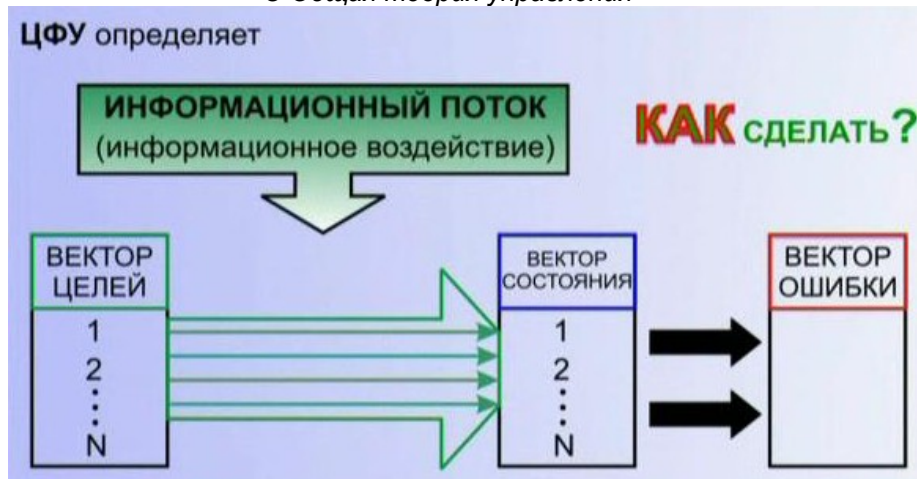 ЦФУ определяет
ИНФОРМАЦИОННЫЙ ПОТОК
(информационное воздействие)
КАК СДЕЛАТЬ?
ВЕКТОР
ЦЕЛЕЙ
1
2
N
ВЕКТОР
СОСТОЯНИЯ
1
2
N
ВЕКТОР
ОШИБКИ